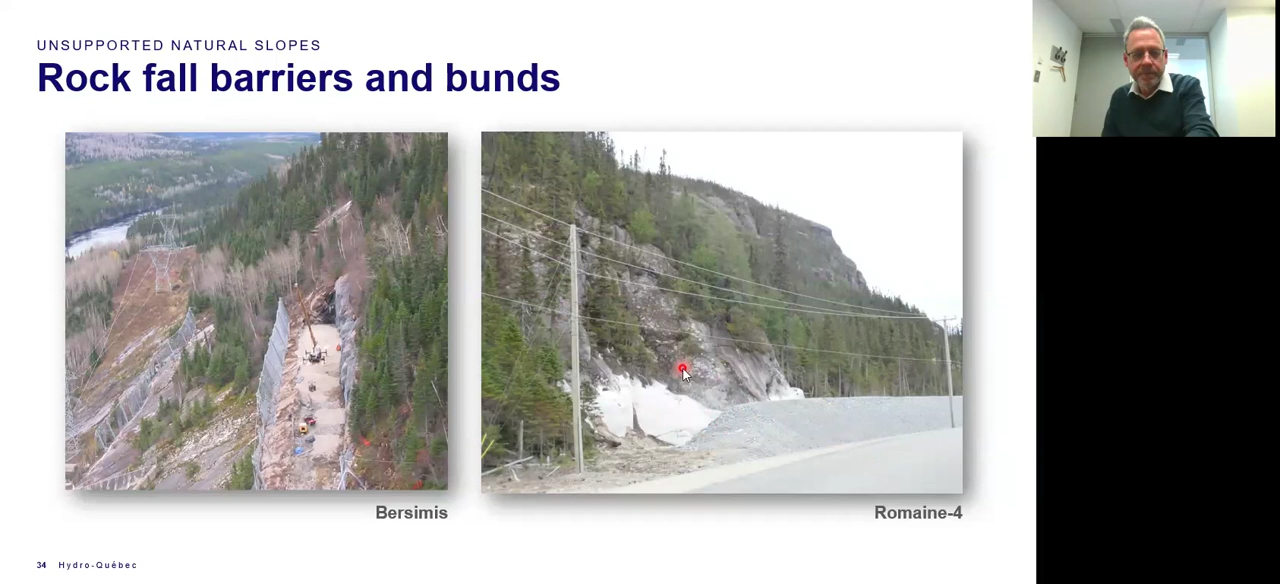 UNSUPPORTED NATURAL SLOPES
Rock fall barriers and bunds
Bersimis
Romaine-4
34 Hydro-Québec